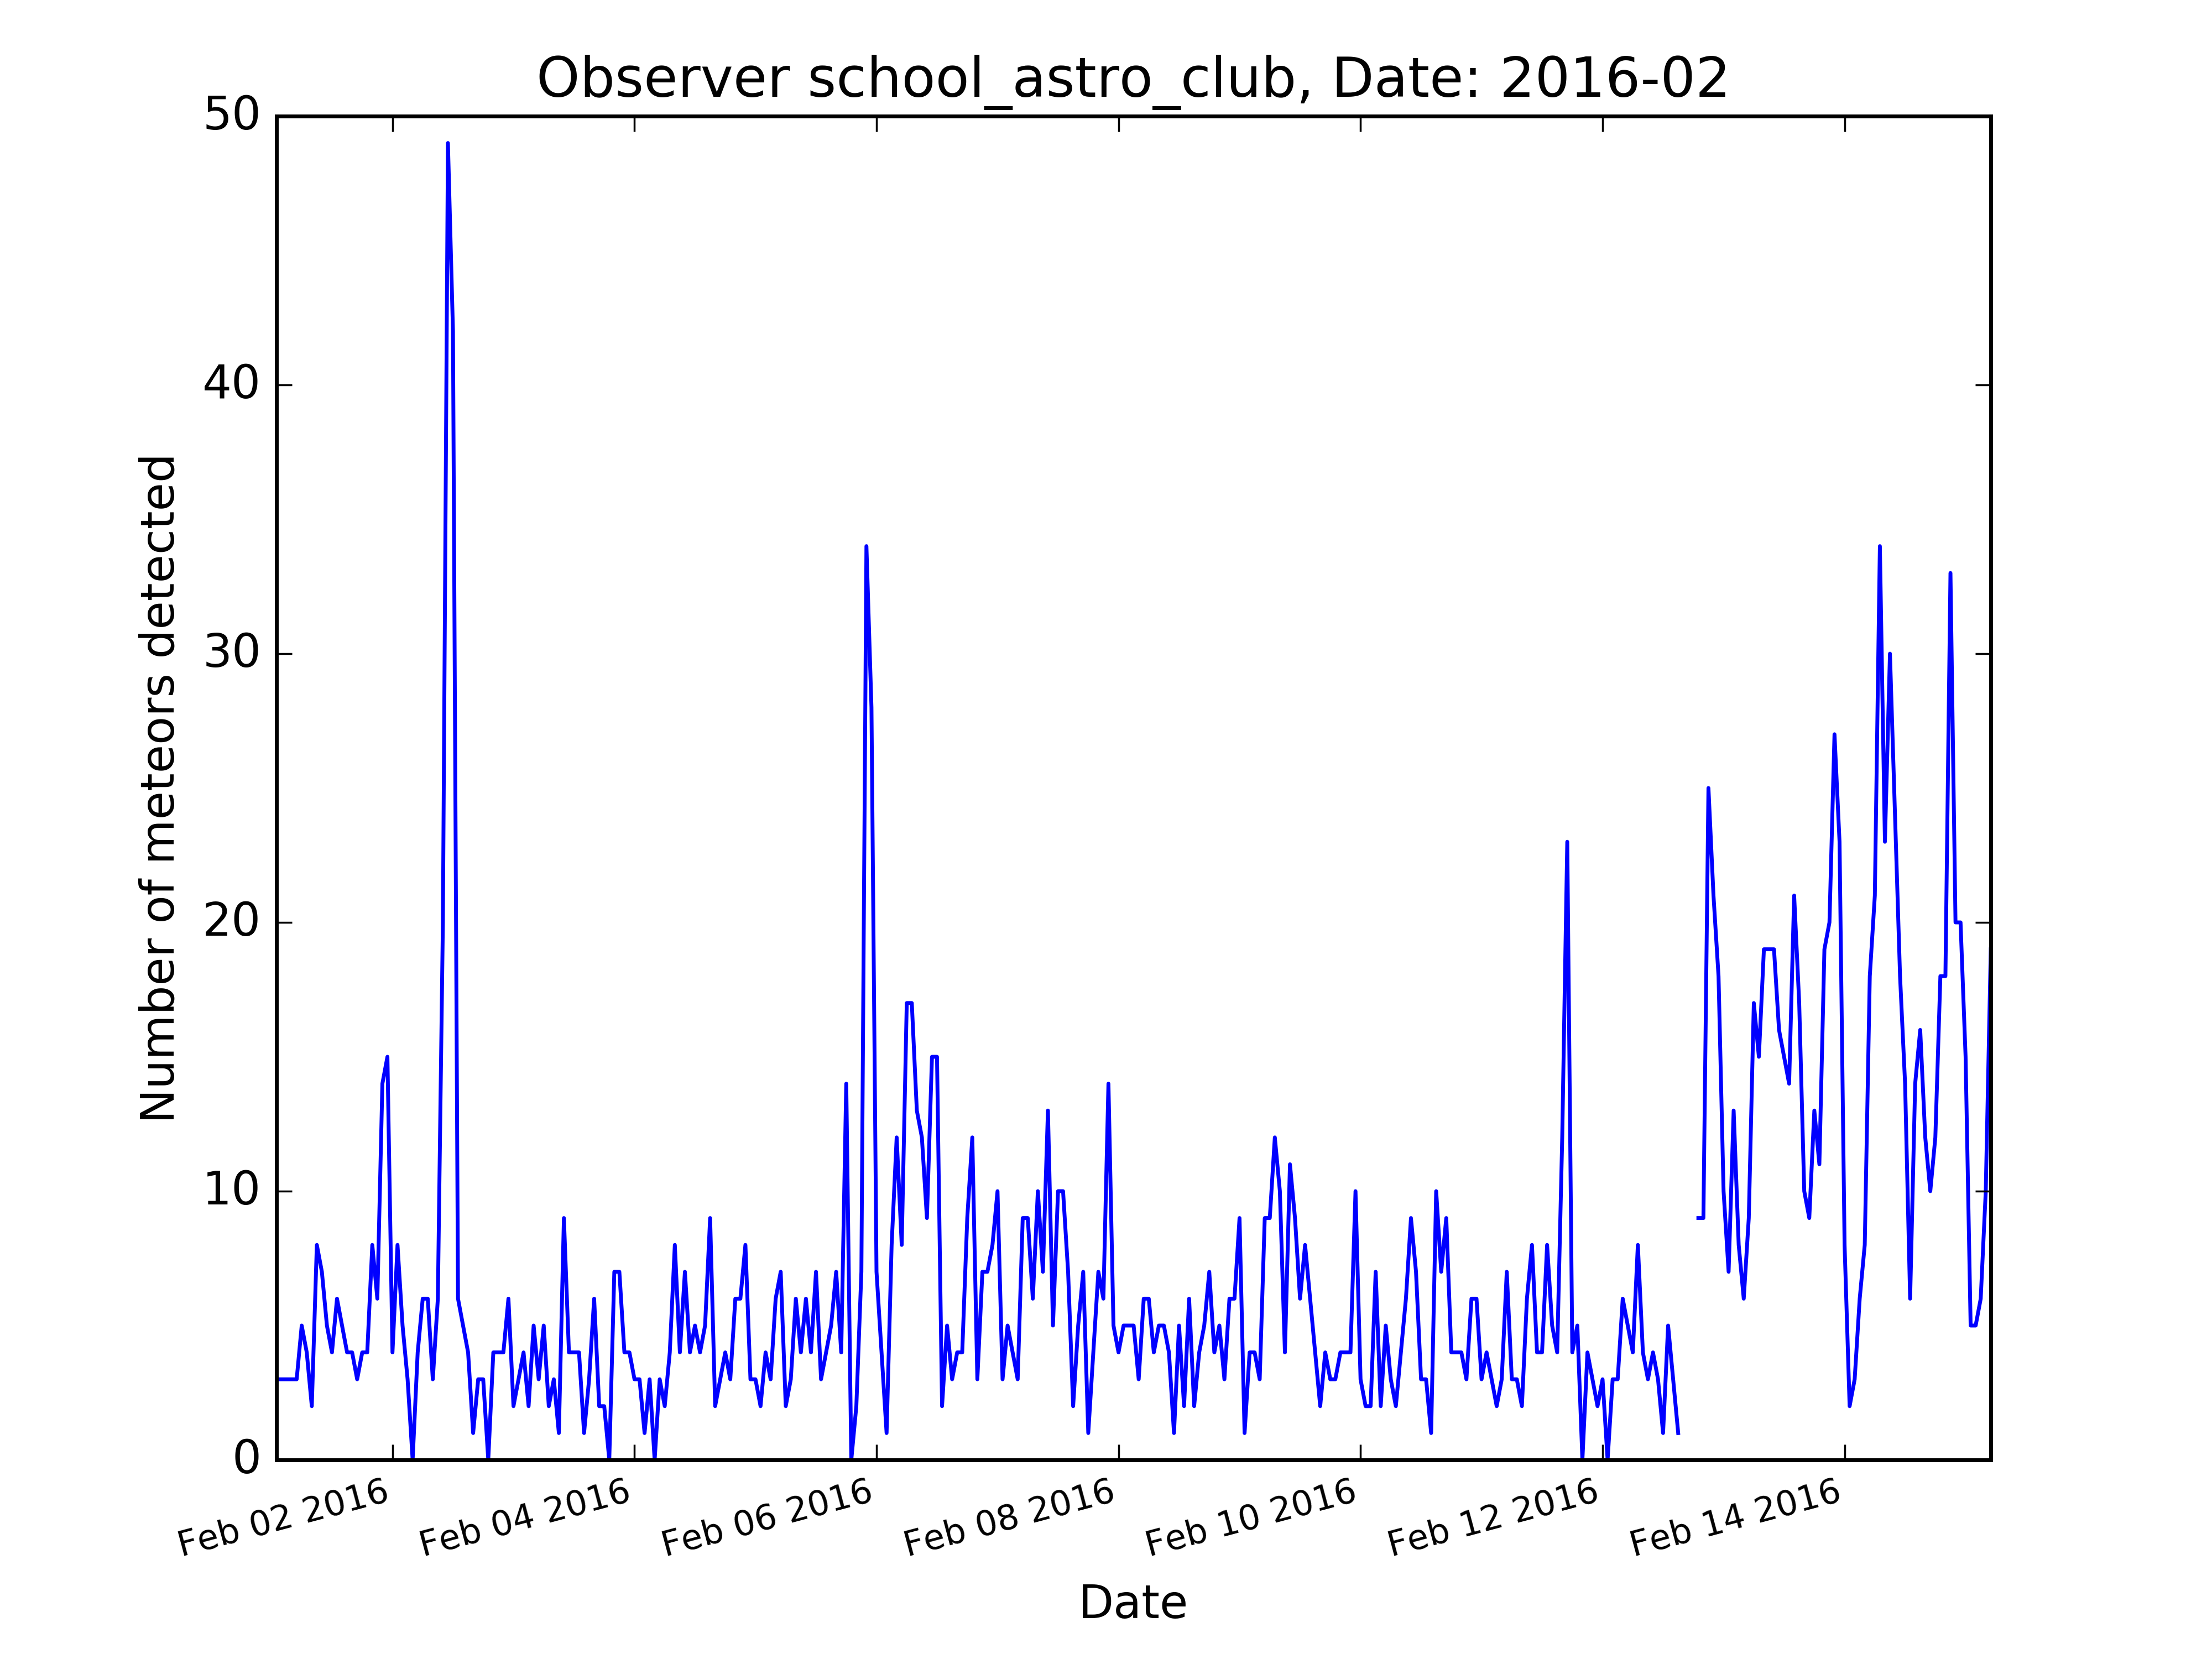 Observer school_astro_club, Date: 2016-02
50
40
30
20
10
0
Number of meteors detected
Feb 02 2016
Feb 04 2016
Feb 06 2016
Feb 08 2016
Feb 10 2016
Feb 12 2016
Feb 14 2016
Date